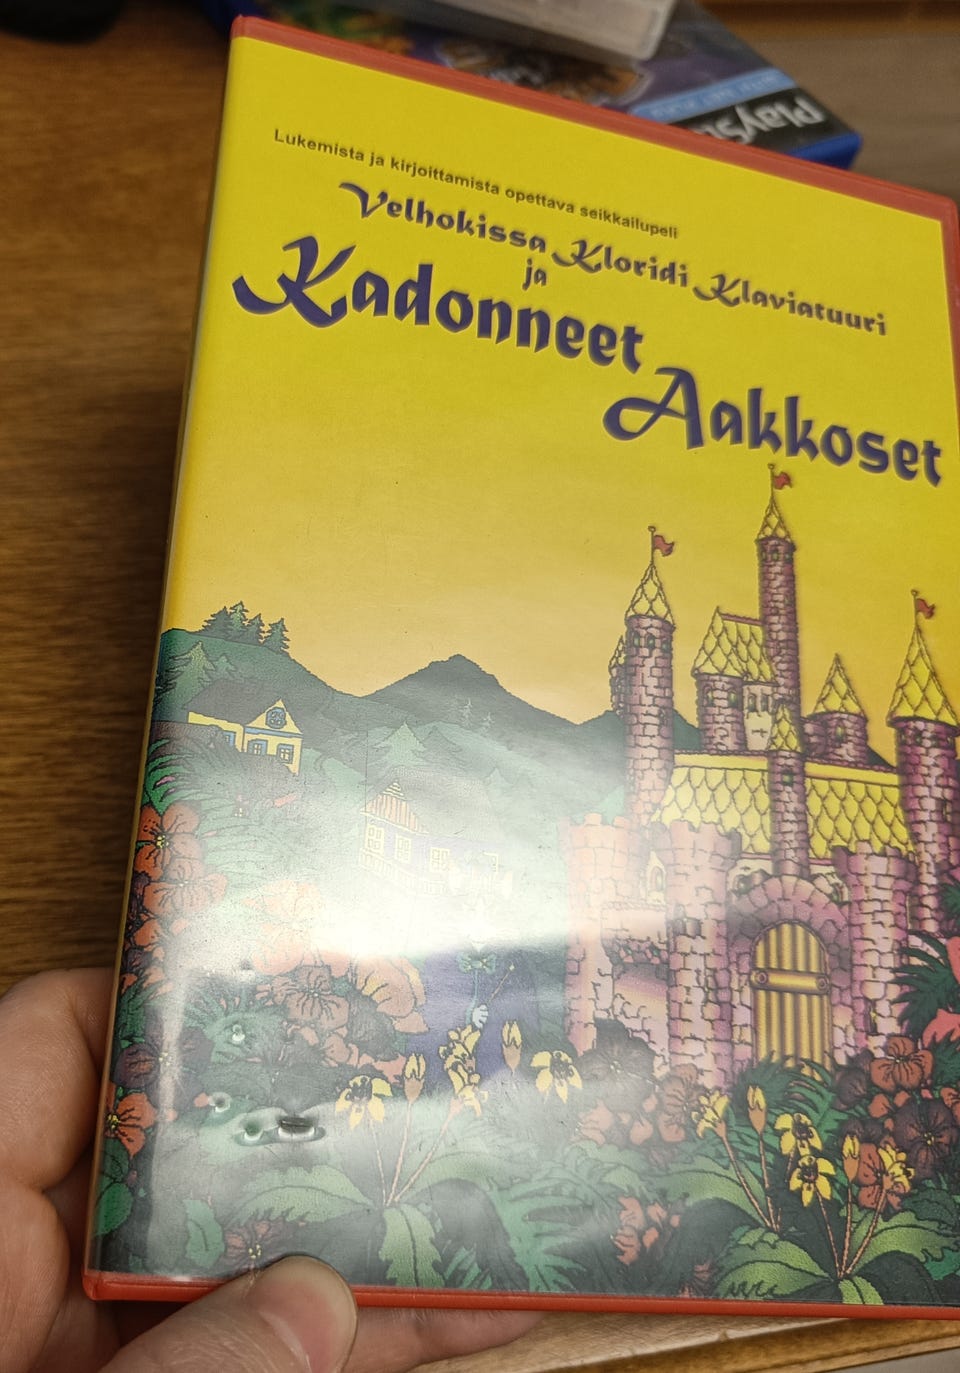 Lukemista ja kirjoittamista opettava seikkailupeli
Velhokissa Kloridi Klaviatuuri
ja
Kadonneet
Aakkoset